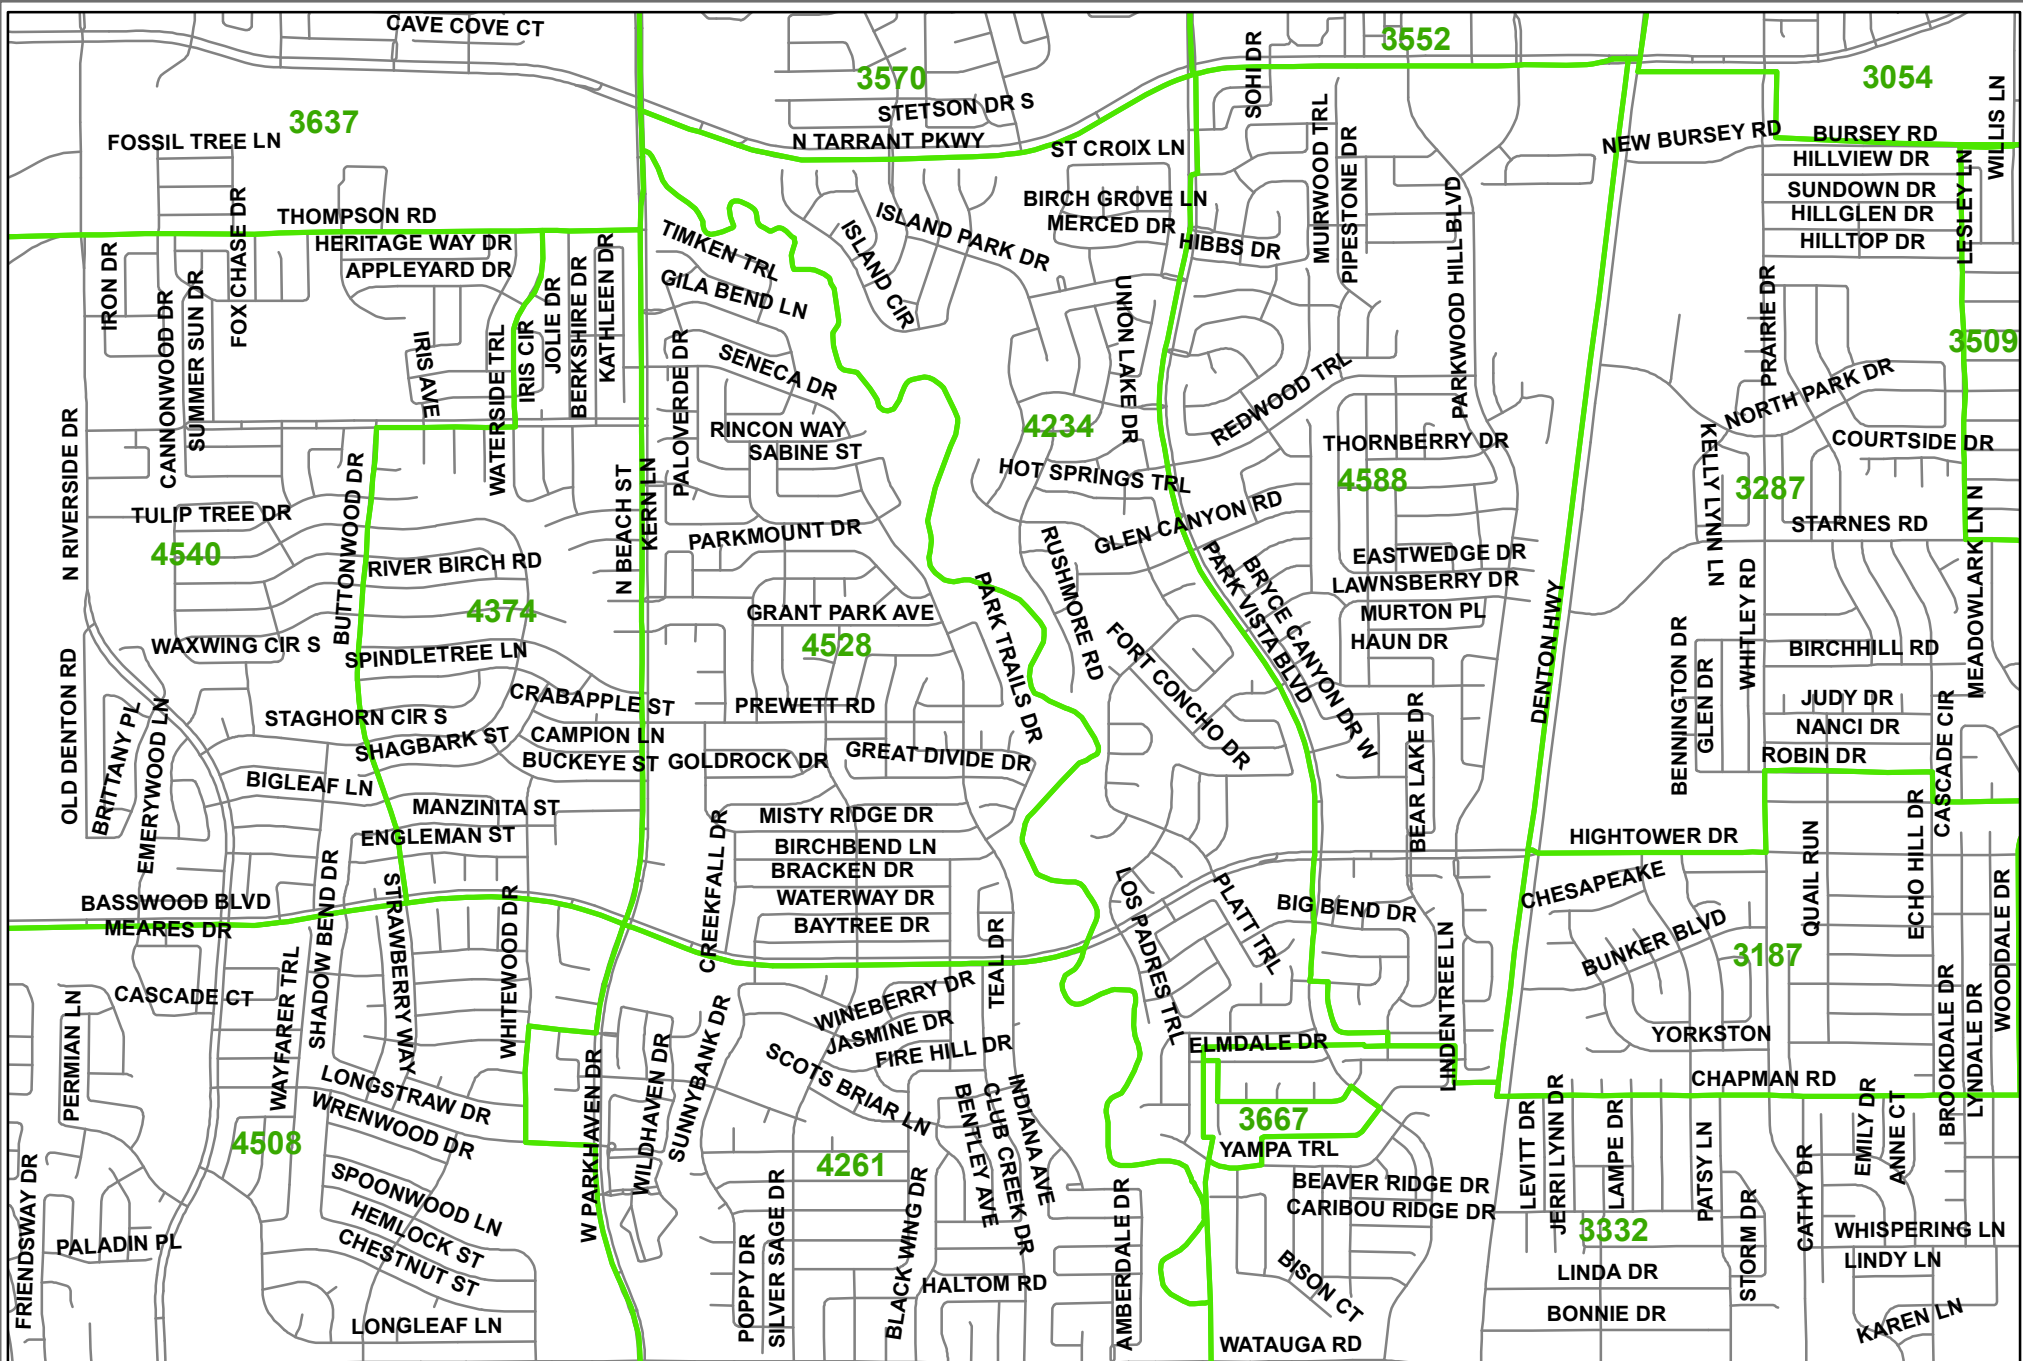 CAVE COVE CT
3552
3570
3054
SOHI DR
STETSON DR S
3637
WILLIS LN
FOSSIL TREE LN
N TARRANT PKWY
ST CROIX LN
MUIRWOOD TRL
PIPESTONE DR
NEW BURSEY RD
BURSEY RD
HILLVIEW DR
SUNDOWN DR
HILLGLEN DR
HILLTOP DR
LESLEY LN
THOMPSON RD
HERITAGE WAY DR
APPLEYARD DR
FOX CHASE DR
IRON DR
CANNONWOOD DR
SUMMER SUN DR
IRIS AVE
WATERSIDE TRL
IRIS CIR
JOLIE DR
BERKSHIRE DR
KATHLEEN DR
TIMKEN TRL
GILA BEND LN
ISLAND CIR
ISLAND PARK DR
BIRCH GROVE LN
MERCED DR
HIBBS DR
UNION LAKE DR
PARKWOOD HILL BLVD
PRAIRIE DR
3509
NORTH PARK DR
SENECA DR
PALOVERDE DR
RINCON WAY
SABINE ST
4234
HOT SPRINGS TRL
REDWOOD TRL
THORNBERRY DR
4588
KELLY LYNN LN
COURTSIDE DR
3287
STARNES RD
N RIVERSIDE DR
TULIP TREE DR
4540
BUTTONWOOD DR
RIVER BIRCH RD
4374
N BEACH ST
KERN LN
PARKMOUNT DR
GLEN CANYON RD
RUSHMORE RD
PARK VISTA BLVD
BRYCE CANYON DR W
EASTWEDGE DR
LAWNSBERRY DR
MURTON PL
HAUN DR
DENTON HWY
WHITLEY RD
MEADOWLARK LN N
WAXWING CIR S
SPINDLETREE LN
GRANT PARK AVE
4528
PARK TRAILS DR
FORT CONCHO DR
BENNINGTON DR
GLEN DR
BIRCHHILL RD
JUDY DR
NANCI DR
ROBIN DR
CASCADE CIR
OLD DENTON RD
BRITTANY PL
EMERYWOOD LN
STAGHORN CIR S
SHAGBARK ST
CRABAPPLE ST
CAMPION LN
BUCKEYE ST
PREWETT RD
GOLDROCK DR
GREAT DIVIDE DR
BEAR LAKE DR
BIGLEAF LN
MANZINITA ST
ENGLEMAN ST
MISTY RIDGE DR
BIRCHBEND LN
BRACKEN DR
WATERWAY DR
BAYTREE DR
CREEKFALL DR
HIGHTOWER DR
QUAIL RUN
ECHO HILL DR
CHESAPEAKE
BUNKER BLVD
3187
BASSWOOD BLVD
MEARES DR
SHADOW BEND DR
STRAWBERRY WAY
WHITEWOOD DR
TEAL DR
LOS PADRES TRL
PLATT TRL
BIG BEND DR
LINDENTREE LN
WOODDALE DR
CASCADE CT
PERMIAN LN
WAYFARER TRL
WINEBERRY DR
JASMINE DR
FIRE HILL DR
SUNNYBANK DR
SCOTS BRIAR LN
YORKSTON
BROOKDALE DR
LYNDALE DR
ELMDALE DR
LONGSTRAW DR
WRENWOOD DR
W PARKHAVEN DR
WILDHAVEN DR
BENTLEY AVE
CLUB CREEK DR
INDIANA AVE
CHAPMAN RD
4508
4261
3667
YAMPA TRL
LEVITT DR
JERRI LYNN DR
LAMPE DR
PATSY LN
EMILY DR
ANNE CT
SPOONWOOD LN
HEMLOCK ST
CHESTNUT ST
BEAVER RIDGE DR
CARIBOU RIDGE DR
3332
CATHY DR
STORM DR
WHISPERING LN
LINDY LN
FRIENDSWAY DR
PALADIN PL
POPPY DR
SILVER SAGE DR
BLACK WING DR
HALTOM RD
AMBERDALE DR
BISON CT
LINDA DR
BONNIE DR
KAREN LN
LONGLEAF LN
WATAUGA RD